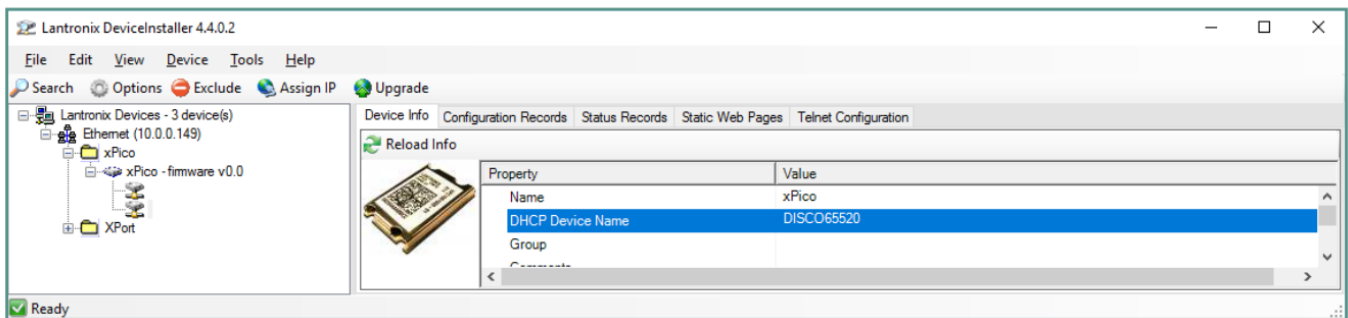 Lantronix DeviceInstaller 4.4.0.2
File Edit View Device Tools Help
Search Options Exclude Assign IP Upgrade
Lantronix Devices - 3 device(s)
Ethernet (10.0.0.149)
xPico
xPico - firmware v0.0
XPort
Device Info Configuration Records Status Records Static Web Pages Telnet Configuration
Reload Info
Property Value
Name xPico
DHCP Device Name DISCO65520
Group
Comments
Ready